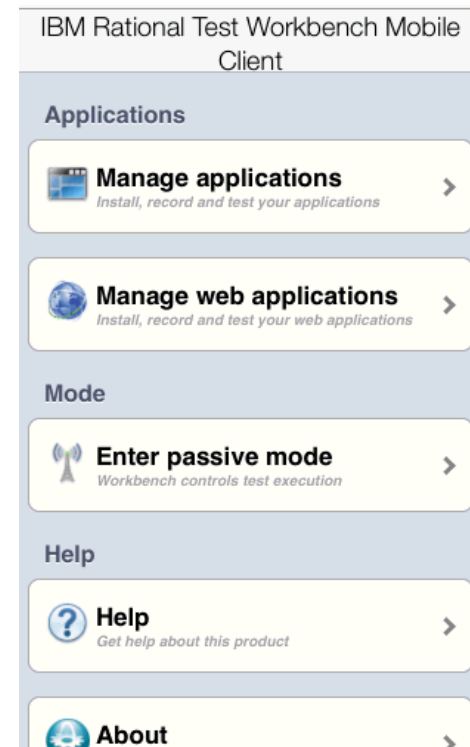 IBM Rational Test Workbench Mobile
Client
Applications
Manage applications
Install, record and test your applications
Manage web applications
Install, record and test your web applications
Mode
Enter passive mode
Workbench controls test execution
Help
Help
Get help about this product
About